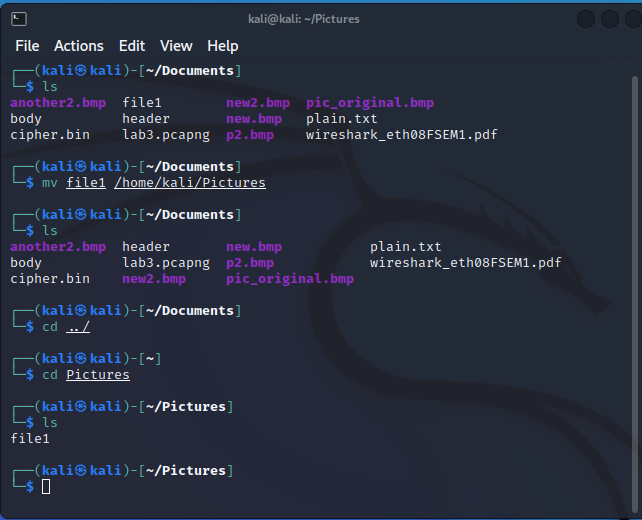 kali@kali: ~/Pictures
File Actions Edit View Help
┌──(kali㉿kali)-[~/Documents]
└─$ ls
another2.bmp file1 new2.bmp pic_original.bmp
body header new.bmp plain.txt
cipher.bin lab3.pcapng p2.bmp wireshark_eth08FSEM1.pdf
┌──(kali㉿kali)-[~/Documents]
└─$ mv file1 /home/kali/Pictures
┌──(kali㉿kali)-[~/Documents]
└─$ ls
another2.bmp header new.bmp plain.txt
body lab3.pcapng p2.bmp wireshark_eth08FSEM1.pdf
cipher.bin new2.bmp pic_original.bmp
┌──(kali㉿kali)-[~/Documents]
└─$ cd ../
┌──(kali㉿kali)-[~]
└─$ cd Pictures
┌──(kali㉿kali)-[~/Pictures]
└─$ ls
file1
┌──(kali㉿kali)-[~/Pictures]
└─$